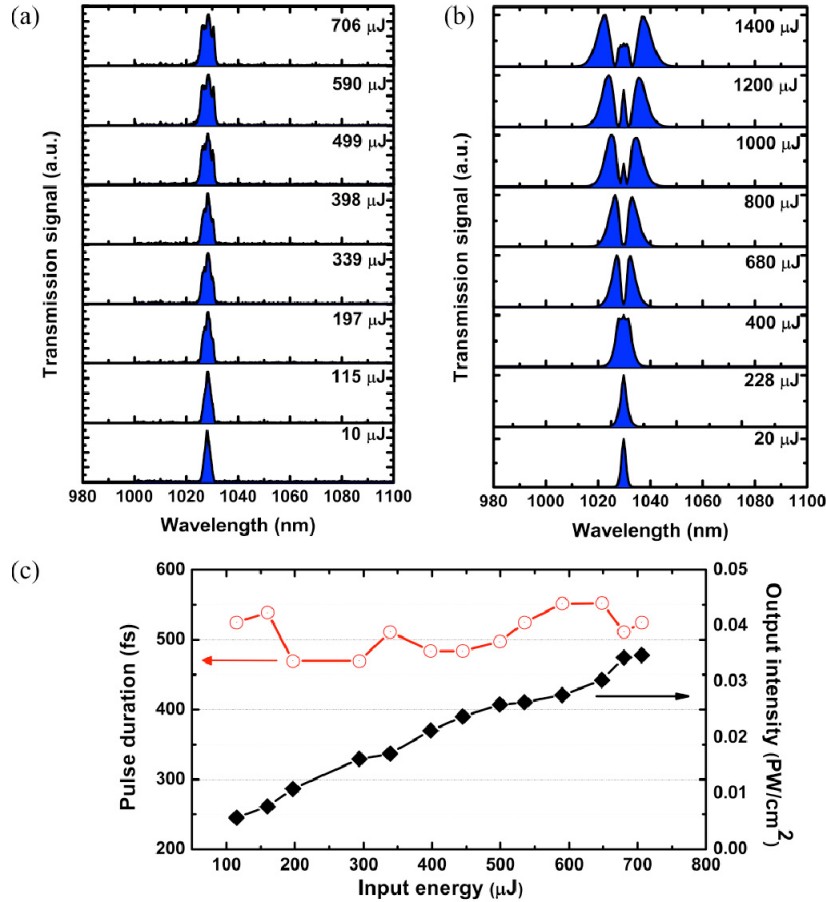 (a)
706 μJ
590 μJ
499 μJ
398 μJ
339 μJ
197 μJ
115 μJ
10 μJ
Transmission signal (a.u.)
980 1000 1020 1040 1060 1080 1100
Wavelength (nm)
(b)
1400 μJ
1200 μJ
1000 μJ
800 μJ
680 μJ
400 μJ
228 μJ
20 μJ
Transmission signal (a.u.)
980 1000 1020 1040 1060 1080 1100
Wavelength (nm)
(c)
600
500
400
300
200
Pulse duration (fs)
0.05
0.04
0.03
0.02
0.01
0.00
Output intensity (PW/cm2)
100 200 300 400 500 600 700 800
Input energy (μJ)